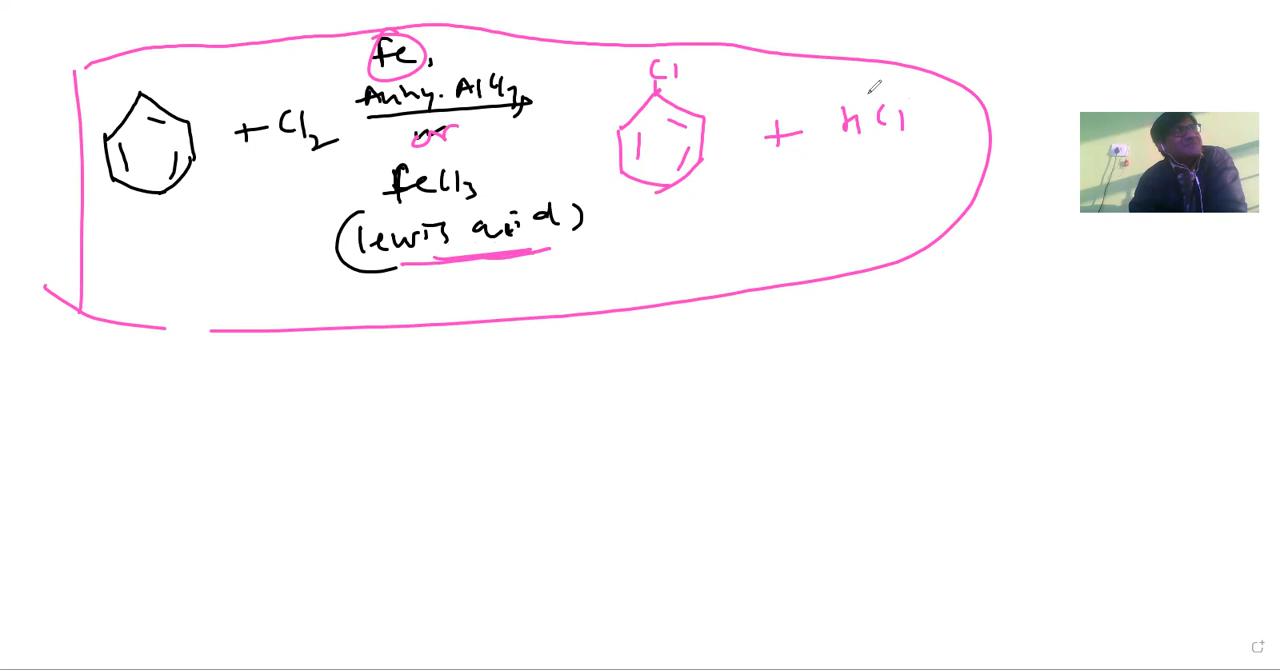 Fe,
Anhy. AlCl3
+ Cl2
or
FeCl3
(lewis acid)
Cl
+ HCl